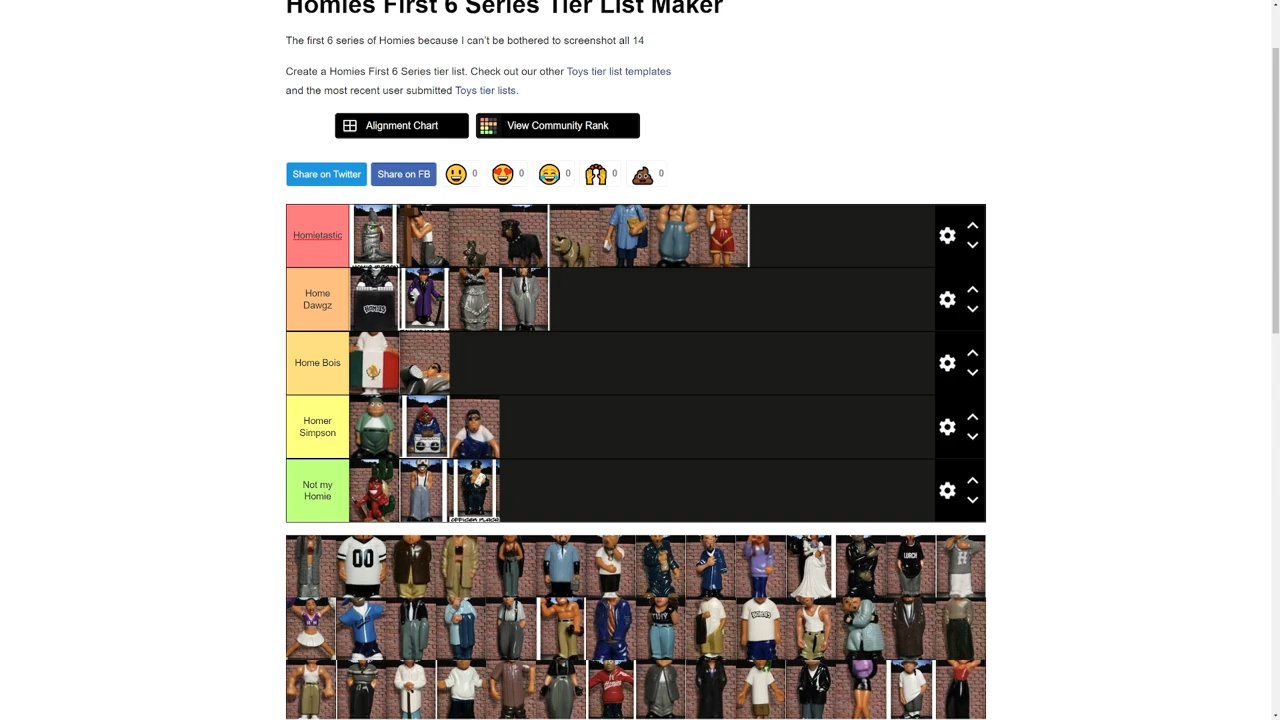 Homies First 6 Series Tier List Maker
The first 6 series of Homies because I can't be bothered to screenshot all 14
Create a Homies First 6 Series tier list. Check out our other Toys tier list templates
and the most recent user submitted Toys tier lists.
Alignment Chart
View Community Rank
Share on Twitter
Share on FB
0
0
0
0
0
Homietastic
Home
Dawgz
HOMIES
Home Bois
Homer
Simpson
Not my
Homie
OFFICER PLACA
00
LURCH
H
TINY
HOMIES